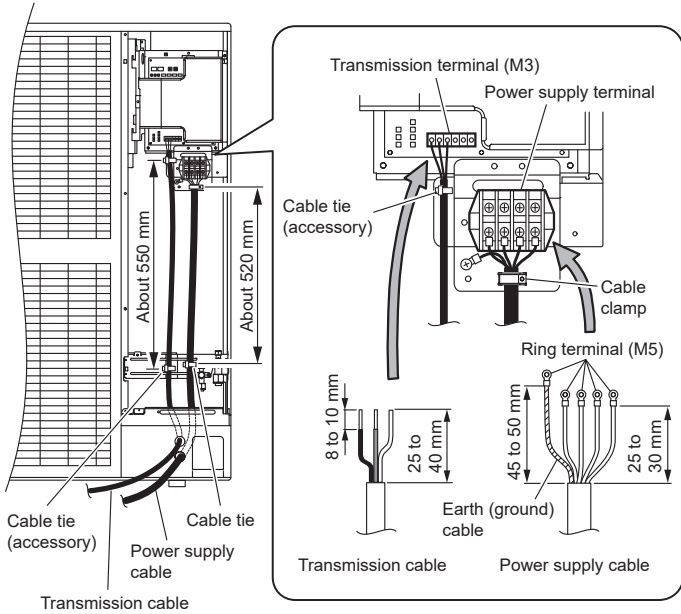 Transmission terminal (M3)
Power supply terminal
Cable tie
(accessory)
Cable
clamp
About 550 mm
About 520 mm
Ring terminal (M5)
8 to 10 mm
25 to
40 mm
45 to 50 mm
25 to
30 mm
Earth (ground)
cable
Transmission cable
Power supply cable
Cable tie
(accessory)
Cable tie
Power supply
cable
Transmission cable